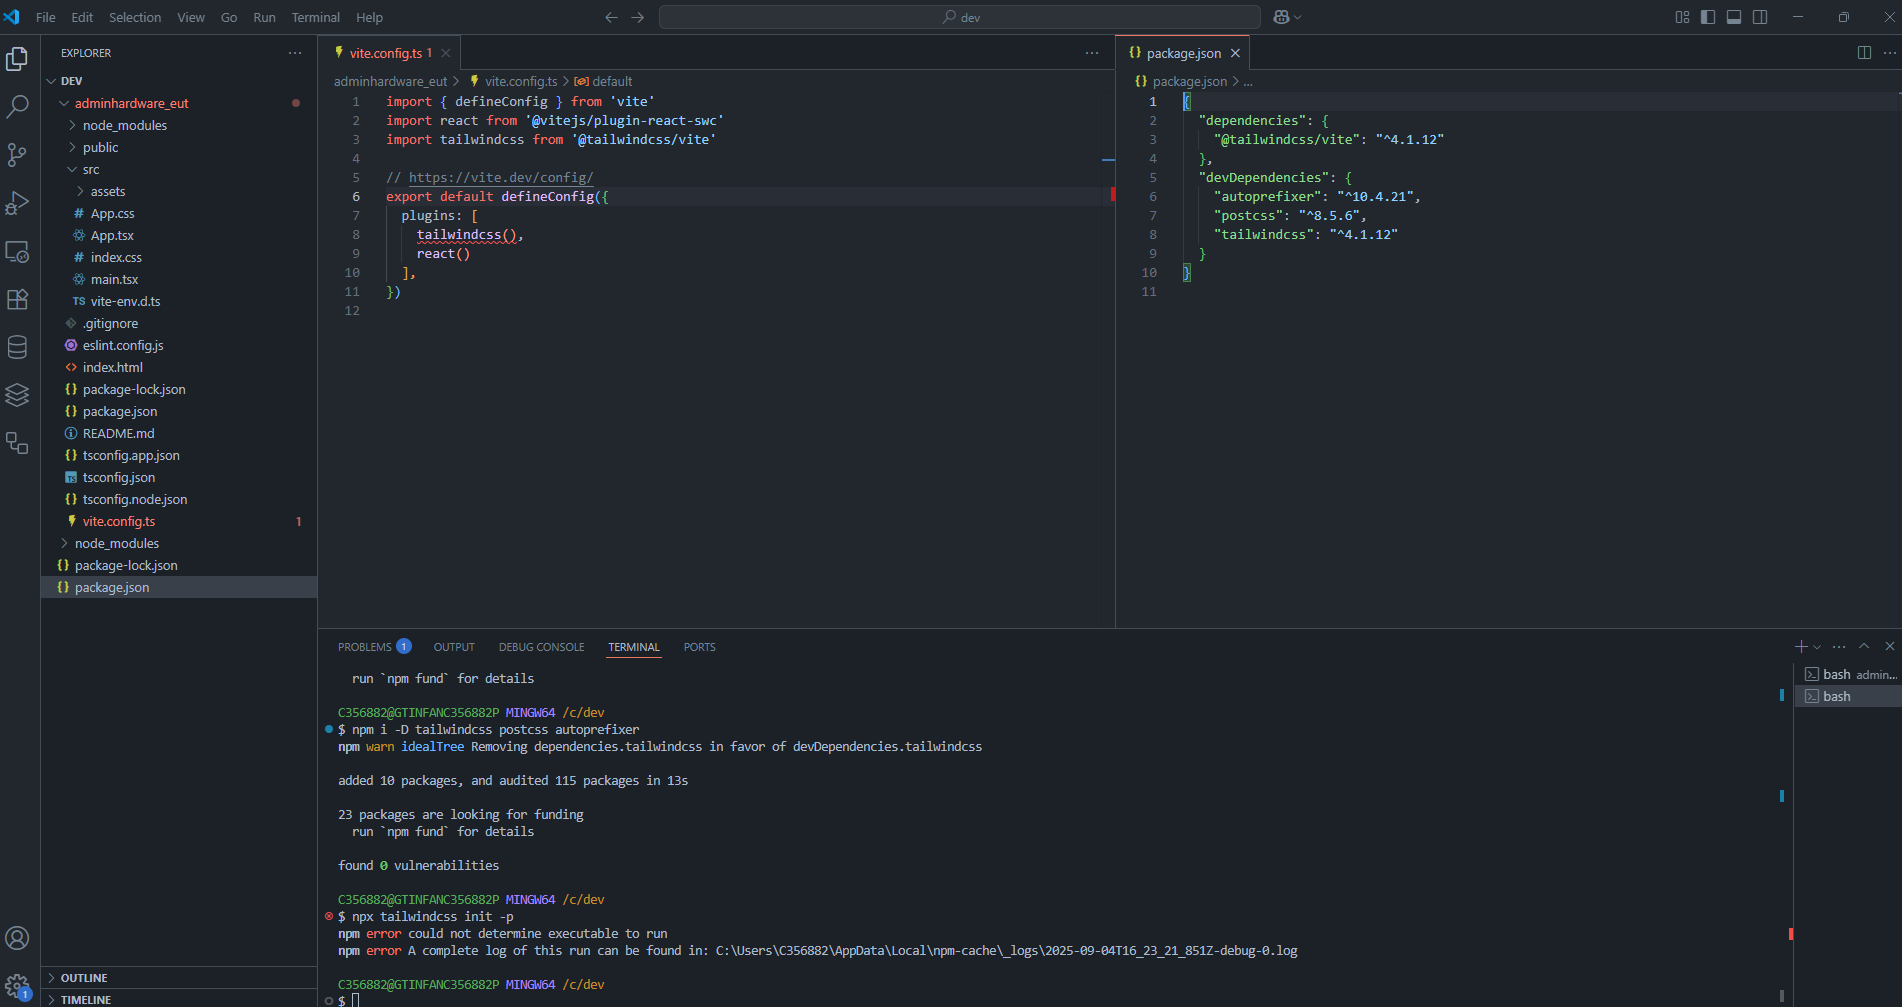 File Edit Selection View Go Run Terminal Help
dev
EXPLORER
DEV
adminhardware_eut
node_modules
public
src
assets
App.css
App.tsx
index.css
main.tsx
TS vite-env.d.ts
.gitignore
eslint.config.js
index.html
package-lock.json
package.json
README.md
tsconfig.app.json
tsconfig.json
tsconfig.node.json
vite.config.ts 1
node_modules
package-lock.json
package.json
OUTLINE
TIMELINE
1
vite.config.ts 1
adminhardware_eut > vite.config.ts > default
1 import { defineConfig } from 'vite'
2 import react from '@vitejs/plugin-react-swc'
3 import tailwindcss from '@tailwindcss/vite'
4
5 // https://vite.dev/config/
6 export default defineConfig({
7 plugins: [
8 tailwindcss(),
9 react()
10 ],
11 })
12
package.json
package.json > ...
1 {
2 "dependencies": {
3 "@tailwindcss/vite": "^4.1.12"
4 },
5 "devDependencies": {
6 "autoprefixer": "^10.4.21",
7 "postcss": "^8.5.6",
8 "tailwindcss": "^4.1.12"
9 }
10 }
11
PROBLEMS 1 OUTPUT DEBUG CONSOLE TERMINAL PORTS
run `npm fund` for details
C356882@GTINFANC356882P MINGW64 /c/dev
$ npm i -D tailwindcss postcss autoprefixer
npm warn idealTree Removing dependencies.tailwindcss in favor of devDependencies.tailwindcss
added 10 packages, and audited 115 packages in 13s
23 packages are looking for funding
run `npm fund` for details
found 0 vulnerabilities
C356882@GTINFANC356882P MINGW64 /c/dev
$ npx tailwindcss init -p
npm error could not determine executable to run
npm error A complete log of this run can be found in: C:\Users\C356882\AppData\Local\npm-cache\_logs\2025-09-04T16_23_21_851Z-debug-0.log
C356882@GTINFANC356882P MINGW64 /c/dev
$
bash admin...
bash